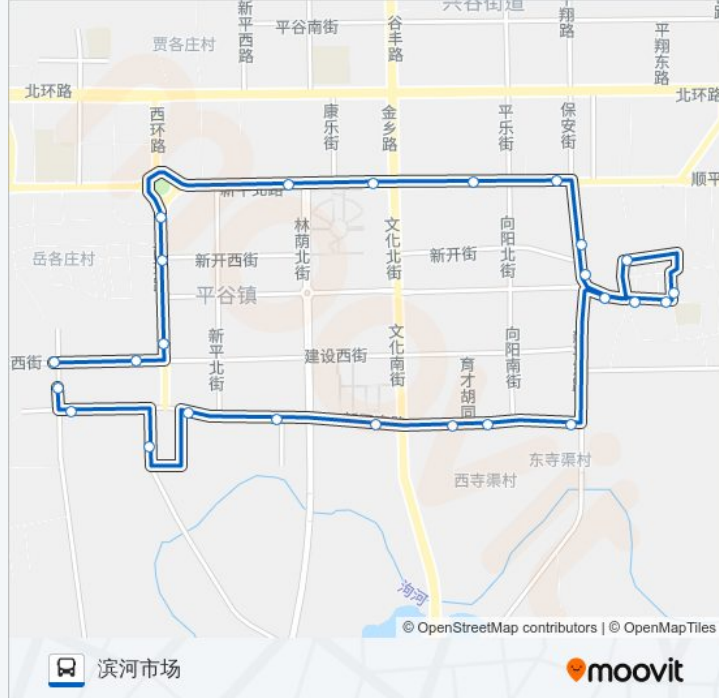 兴谷街道
新平西路
平谷南街
谷丰路
平翔路
平翔东路
贾各庄村
北环路
北环路
西环路
康乐街
金乡路
平乐街
保安街
顺平
新平北路
林荫北街
文化北街
向阳北街
岳各庄村
新开西街
新开街
平谷镇
西街
新平北街
建设西街
文化南街
向阳南街
育才胡同
东寺渠村
西寺渠村
洵河
© OpenStreetMap contributors | © OpenMapTiles
滨河市场
moovit